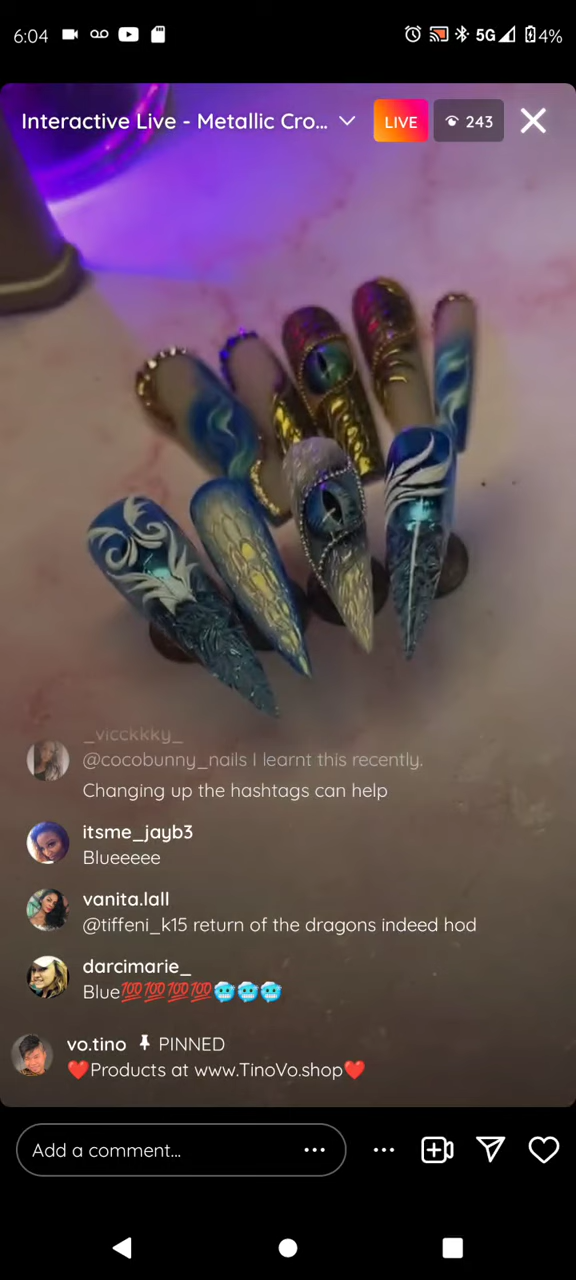 6:04
5G
4%
Interactive Live - Metallic Cro...
LIVE
243
_vicckkky_
@cocobunny_nails I learnt this recently.
Changing up the hashtags can help
itsme_jayb3
Blueeeee
vanita.lall
@tiffeni_k15 return of the dragons indeed hod
darcimarie_
Blue💯💯💯💯🥶🥶🥶
vo.tino 📌 PINNED
❤️Products at www.TinoVo.shop❤️
Add a comment...